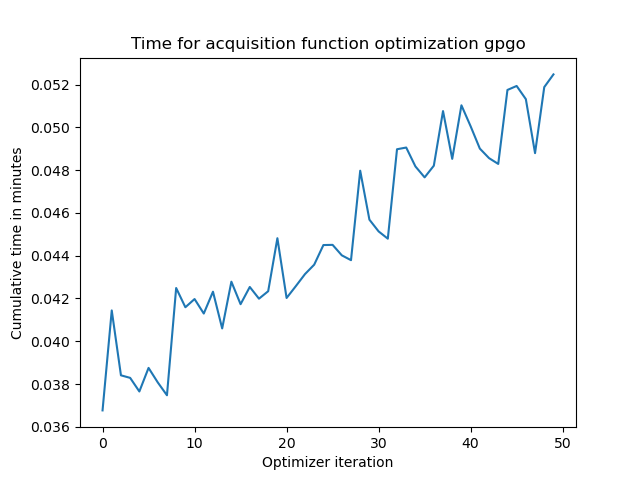 Time for acquisition function optimization gpgo
0.052
0.050
0.048
0.046
0.044
0.042
0.040
0.038
0.036
Cumulative time in minutes
0 10 20 30 40 50
Optimizer iteration